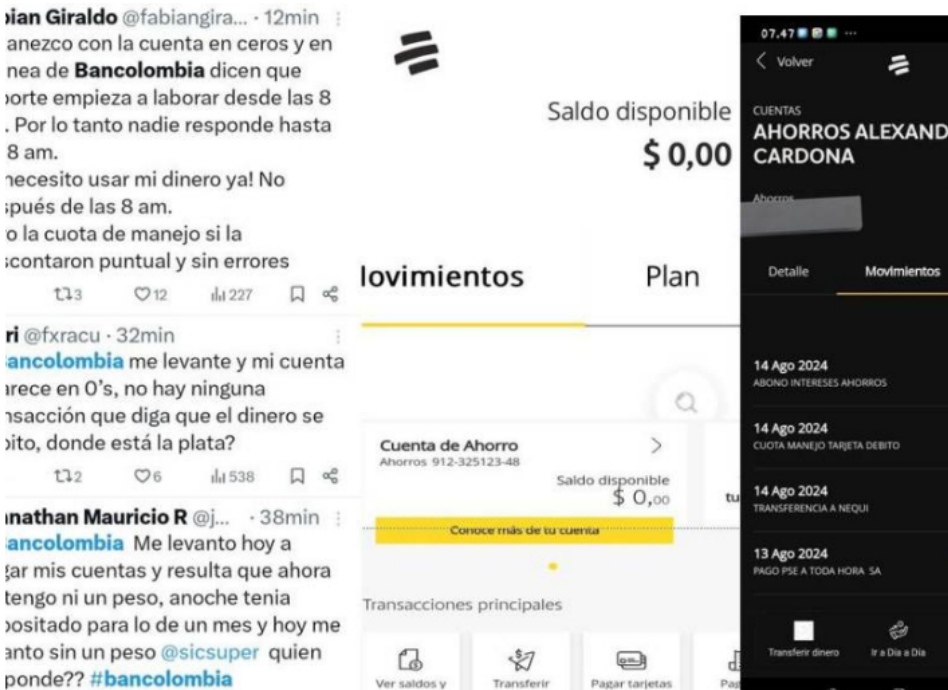 ian Giraldo @fabiangira... · 12min
anezco con la cuenta en ceros y en
nea de Bancolombia dicen que
porte empieza a laborar desde las 8
. Por lo tanto nadie responde hasta
8 am.
necesito usar mi dinero ya! No
spués de las 8 am.
o la cuota de manejo si la
scontaron puntual y sin errores
3 12 227
ri @fxracu · 32min
ancolombia me levante y mi cuenta
arece en 0's, no hay ninguna
nsacción que diga que el dinero se
bito, donde está la plata?
2 6 538
nathan Mauricio R @j... · 38min
ancolombia Me levanto hoy a
gar mis cuentas y resulta que ahora
tengo ni un peso, anoche tenia
positado para lo de un mes y hoy me
anto sin un peso @sicsuper quien
ponde?? #bancolombia
Saldo disponible
$ 0,00
Movimientos Plan
Cuenta de Ahorro
Ahorros 912-325123-48
Saldo disponible
$ 0,00
tu
Conoce más de tu cuenta
Transacciones principales
Ver saldos y
Transferir
Pagar tarjetas
Pag
07.47
Volver
CUENTAS
AHORROS ALEXAND
CARDONA
Ahorros
Detalle Movimientos
14 Ago 2024
ABONO INTERESES AHORROS
14 Ago 2024
CUOTA MANEJO TARJETA DEBITO
14 Ago 2024
TRANSFERENCIA A NEQUI
13 Ago 2024
PAGO PSE A TODA HORA SA
Transferir dinero
Ir a Día a Día